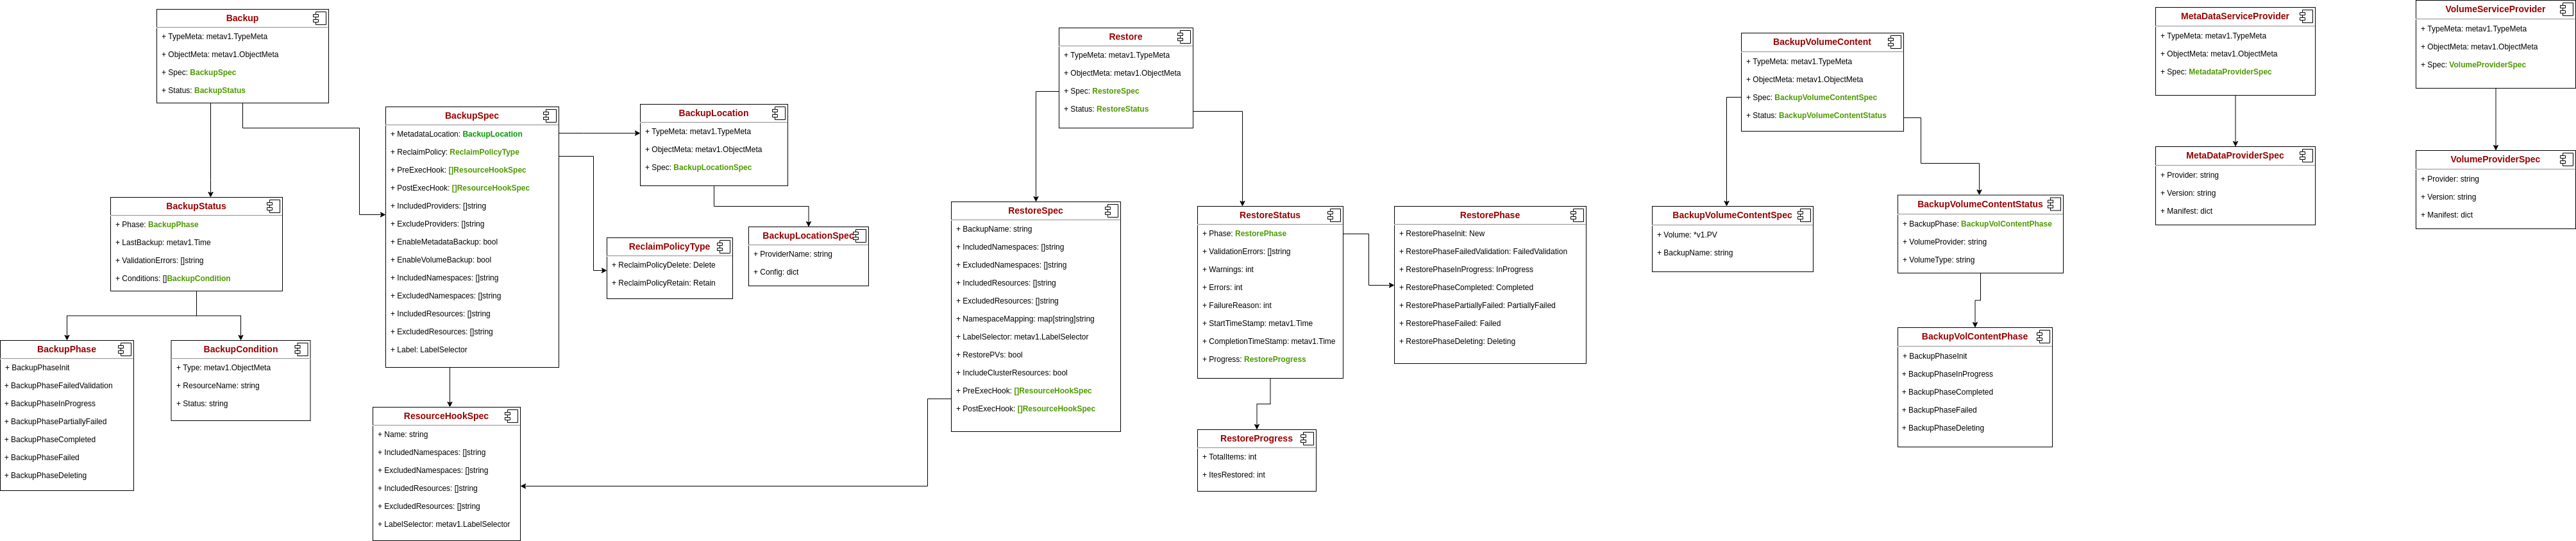 Backup
+ TypeMeta: metav1.TypeMeta
+ ObjectMeta: metav1.ObjectMeta
+ Spec: BackupSpec
+ Status: BackupStatus
BackupStatus
+ Phase: BackupPhase
+ LastBackup: metav1.Time
+ ValidationErrors: []string
+ Conditions: []BackupCondition
BackupPhase
+ BackupPhaseInit
+ BackupPhaseFailedValidation
+ BackupPhaseInProgress
+ BackupPhasePartiallyFailed
+ BackupPhaseCompleted
+ BackupPhaseFailed
+ BackupPhaseDeleting
BackupCondition
+ Type: metav1.ObjectMeta
+ ResourceName: string
+ Status: string
BackupSpec
+ MetadataLocation: BackupLocation
+ ReclaimPolicy: ReclaimPolicyType
+ PreExecHook: []ResourceHookSpec
+ PostExecHook: []ResourceHookSpec
+ IncludedProviders: []string
+ ExcludeProviders: []string
+ EnableMetadataBackup: bool
+ EnableVolumeBackup: bool
+ IncludedNamespaces: []string
+ ExcludedNamespaces: []string
+ IncludedResources: []string
+ ExcludedResources: []string
+ Label: LabelSelector
ResourceHookSpec
+ Name: string
+ IncludedNamespaces: []string
+ ExcludedNamespaces: []string
+ IncludedResources: []string
+ ExcludedResources: []string
+ LabelSelector: metav1.LabelSelector
BackupLocation
+ TypeMeta: metav1.TypeMeta
+ ObjectMeta: metav1.ObjectMeta
+ Spec: BackupLocationSpec
ReclaimPolicyType
+ ReclaimPolicyDelete: Delete
+ ReclaimPolicyRetain: Retain
BackupLocationSpec
+ ProviderName: string
+ Config: dict
Restore
+ TypeMeta: metav1.TypeMeta
+ ObjectMeta: metav1.ObjectMeta
+ Spec: RestoreSpec
+ Status: RestoreStatus
RestoreSpec
+ BackupName: string
+ IncludedNamespaces: []string
+ ExcludedNamespaces: []string
+ IncludedResources: []string
+ ExcludedResources: []string
+ NamespaceMapping: map[string]string
+ LabelSelector: metav1.LabelSelector
+ RestorePVs: bool
+ IncludeClusterResources: bool
+ PreExecHook: []ResourceHookSpec
+ PostExecHook: []ResourceHookSpec
RestoreStatus
+ Phase: RestorePhase
+ ValidationErrors: []string
+ Warnings: int
+ Errors: int
+ FailureReason: int
+ StartTimeStamp: metav1.Time
+ CompletionTimeStamp: metav1.Time
+ Progress: RestoreProgress
RestoreProgress
+ TotalItems: int
+ ItesRestored: int
RestorePhase
+ RestorePhaseInit: New
+ RestorePhaseFailedValidation: FailedValidation
+ RestorePhaseInProgress: InProgress
+ RestorePhaseCompleted: Completed
+ RestorePhasePartiallyFailed: PartiallyFailed
+ RestorePhaseFailed: Failed
+ RestorePhaseDeleting: Deleting
BackupVolumeContent
+ TypeMeta: metav1.TypeMeta
+ ObjectMeta: metav1.ObjectMeta
+ Spec: BackupVolumeContentSpec
+ Status: BackupVolumeContentStatus
BackupVolumeContentSpec
+ Volume: *v1.PV
+ BackupName: string
BackupVolumeContentStatus
+ BackupPhase: BackupVolContentPhase
+ VolumeProvider: string
+ VolumeType: string
BackupVolContentPhase
+ BackupPhaseInit
+ BackupPhaseInProgress
+ BackupPhaseCompleted
+ BackupPhaseFailed
+ BackupPhaseDeleting
MetaDataServiceProvider
+ TypeMeta: metav1.TypeMeta
+ ObjectMeta: metav1.ObjectMeta
+ Spec: MetadataProviderSpec
MetaDataProviderSpec
+ Provider: string
+ Version: string
+ Manifest: dict
VolumeServiceProvider
+ TypeMeta: metav1.TypeMeta
+ ObjectMeta: metav1.ObjectMeta
+ Spec: VolumeProviderSpec
VolumeProviderSpec
+ Provider: string
+ Version: string
+ Manifest: dict